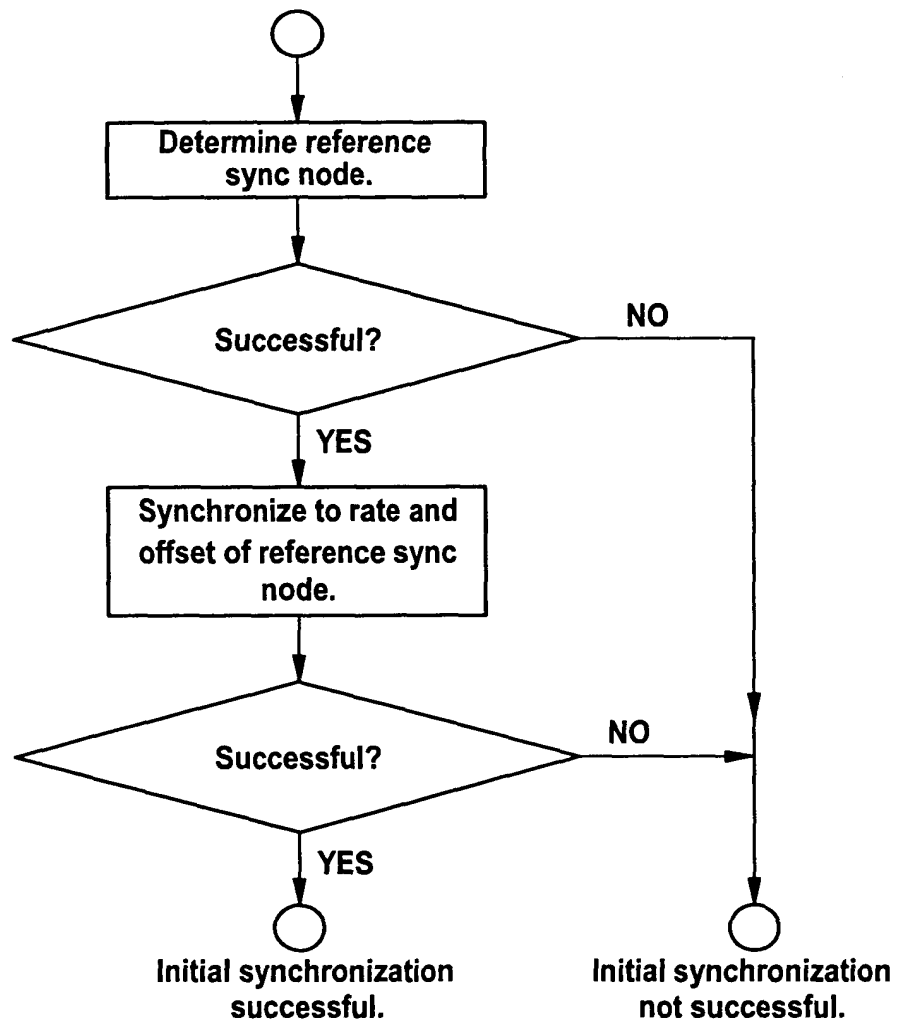 Determine reference
sync node.
Successful?
NO
YES
Synchronize to rate and
offset of reference sync
node.
Successful?
NO
YES
Initial synchronization
successful.
Initial synchronization
not successful.